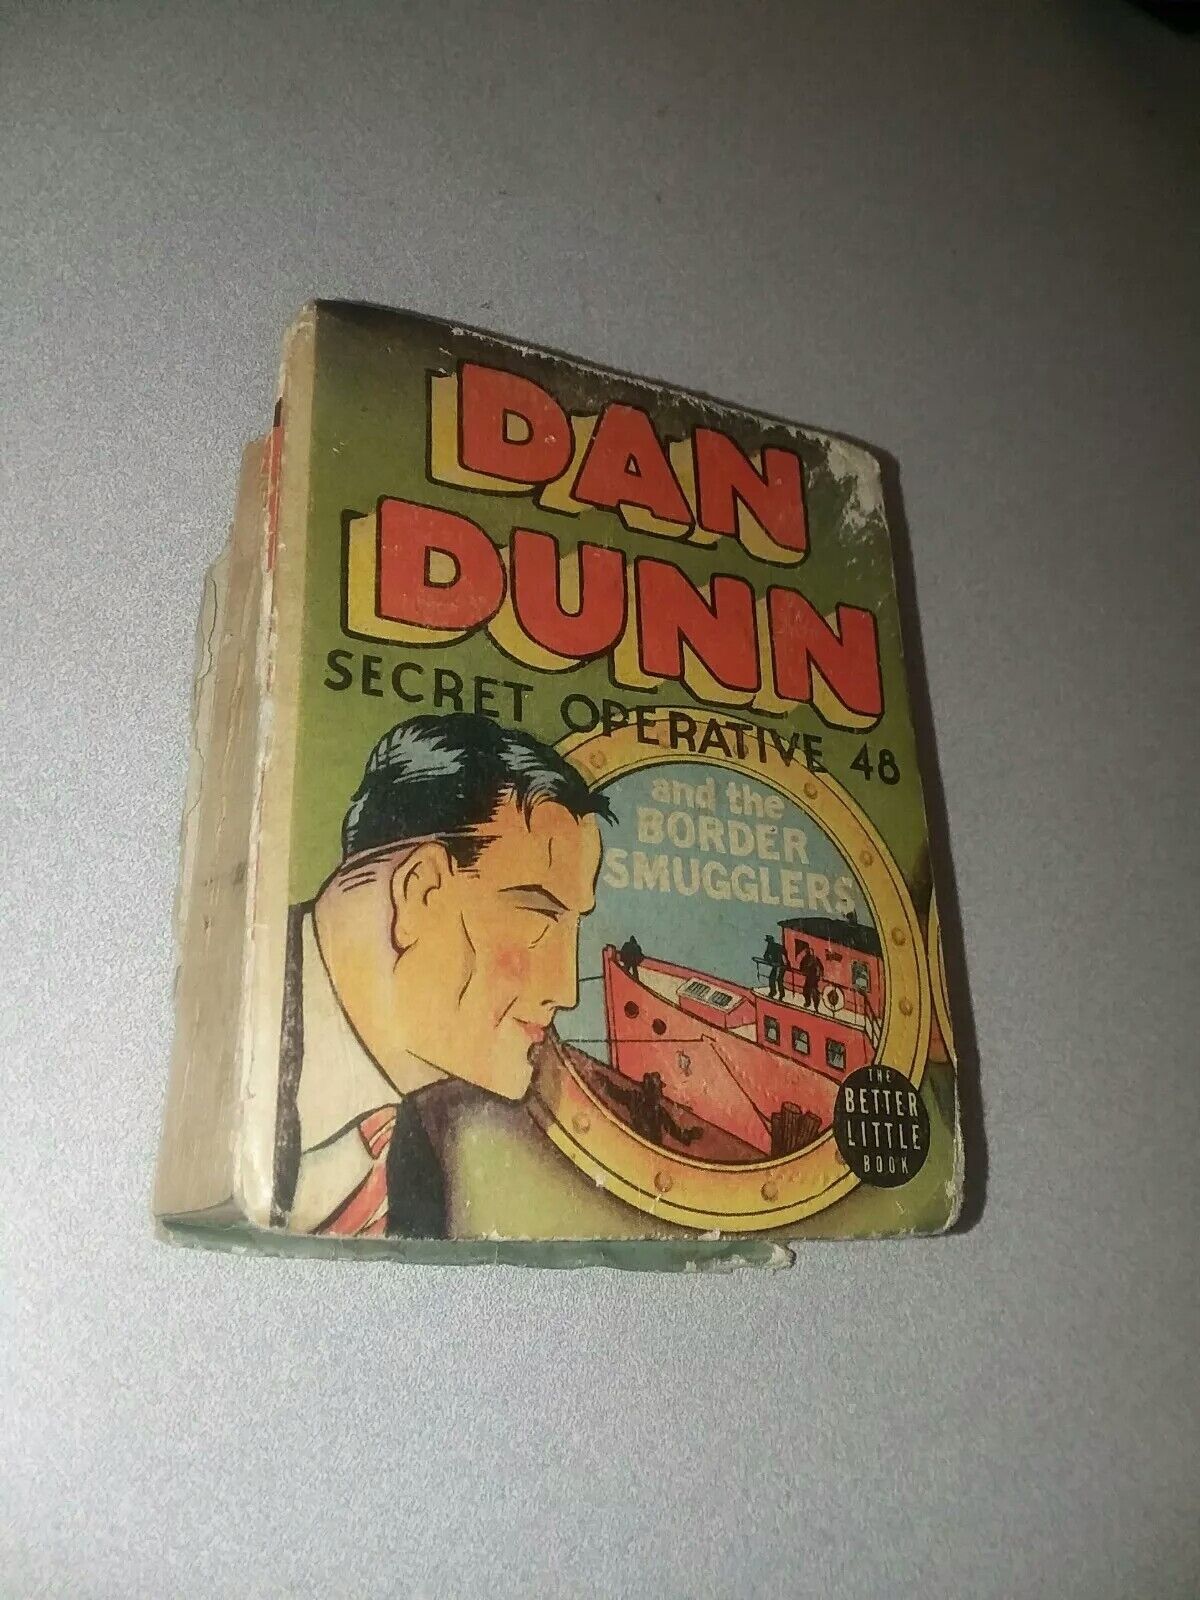 DAN
DUNN
SECRET OPERATIVE 48
and the
BORDER
SMUGGLERS
THE
BETTER
LITTLE
BOOK